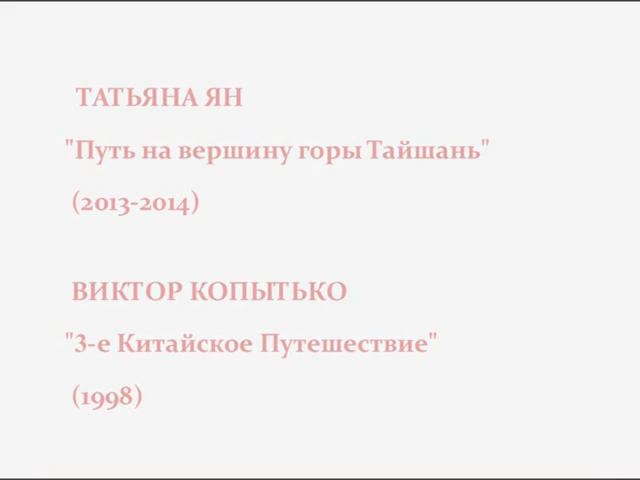 ТАТЬЯНА ЯН
"Путь на вершину горы Тайшань"
(2013-2014)
ВИКТОР КОПЫТЬКО
"3-е Китайское Путешествие"
(1998)